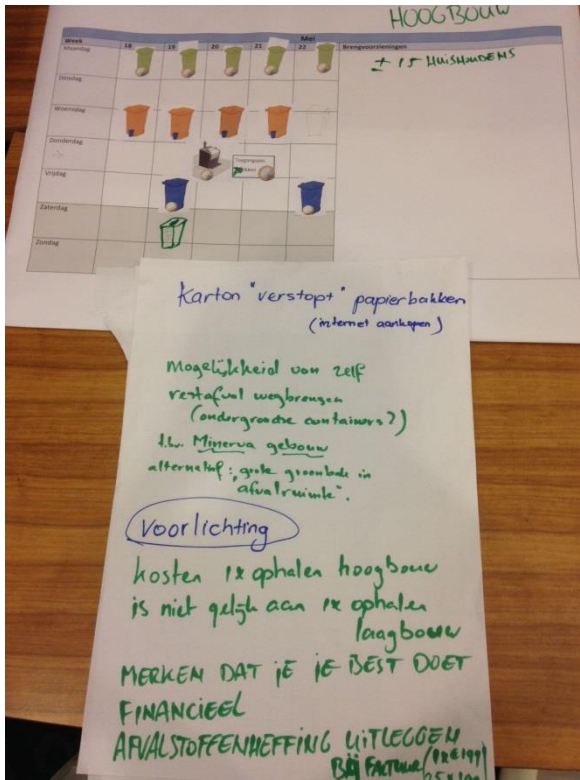 HOOGBOUW
Week
Mei
Maandag
18
19
20
21
22
Brengvoorzieningen
± 15 HUISHOUDENS
Dinsdag
Woensdag
Donderdag
Toegangspas
Vrijdag
Zaterdag
Zondag
Karton "verstopt" papierbakken
(internet aankopen)
Mogelijkheid van zelf
restafval wegbrengen
(ondergrondse containers?)
t.b.v. Minerva gebouw
alternatief: "grote groenbak in
afvalruimte".
Voorlichting
kosten 1x ophalen hoogbouw
is niet gelijk aan 1x ophalen
laagbouw
MERKEN DAT JE JE BEST DOET
FINANCIEEL
AFVALSTOFFENHEFFING UITLEGGEN
BIJ FACTUUR